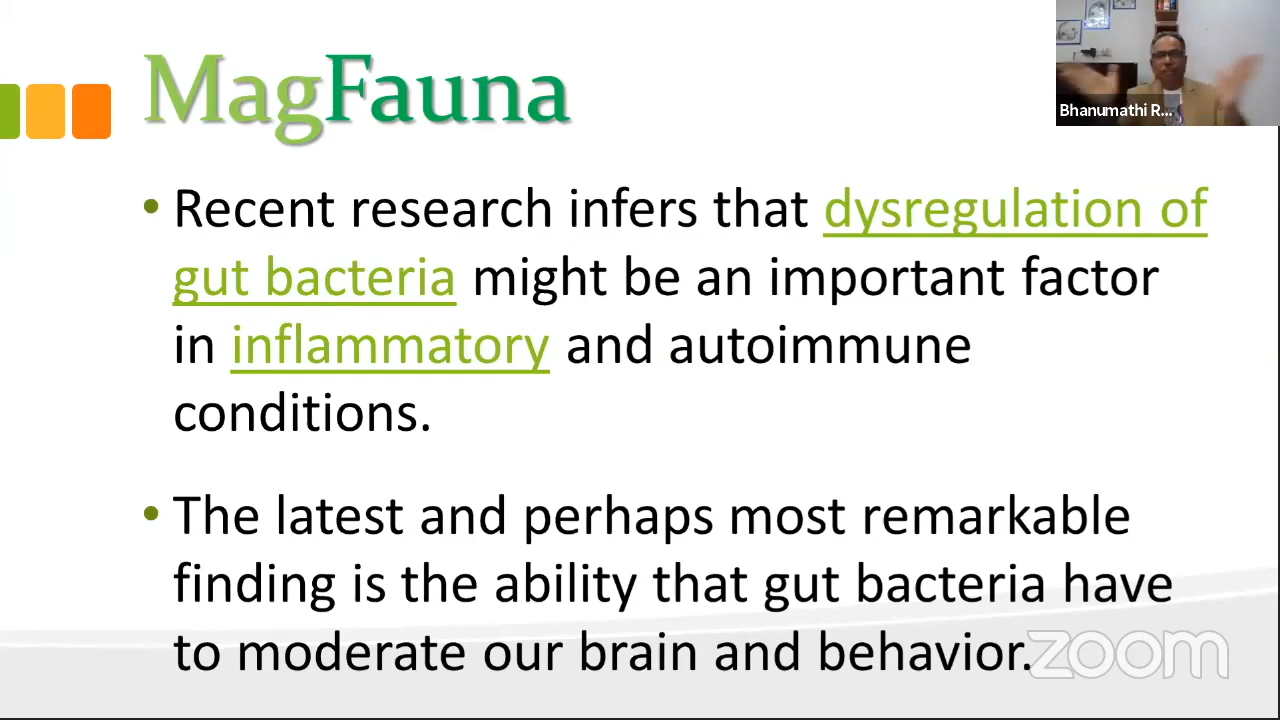 MagFauna
Bhanumathi R...
• Recent research infers that dysregulation of
gut bacteria might be an important factor
in inflammatory and autoimmune
conditions.
• The latest and perhaps most remarkable
finding is the ability that gut bacteria have
to moderate our brain and behavior.
zoom